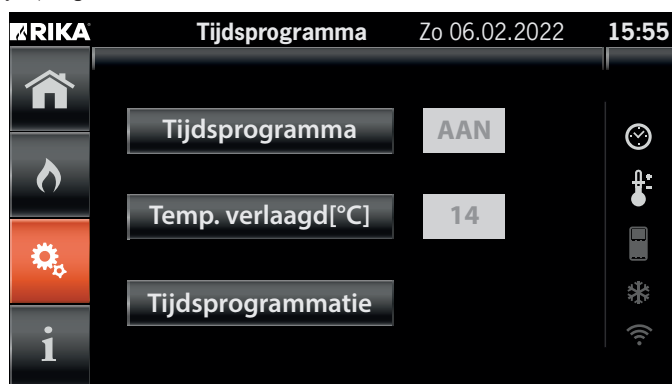 RIKA Tijdsprogramma Zo 06.02.2022 15:55
Tijdsprogramma AAN
Temp. verlaagd[°C] 14
Tijdsprogrammatie
i